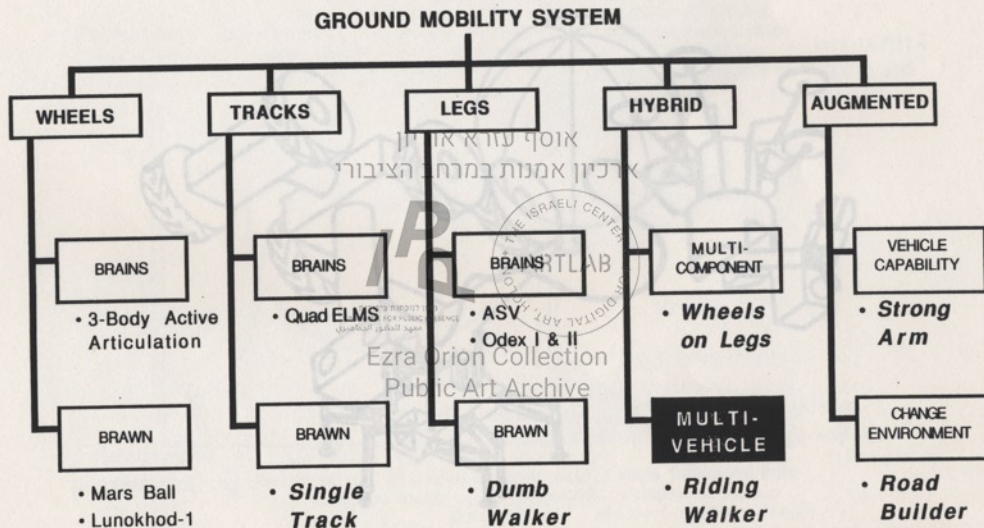 GROUND MOBILITY SYSTEM
WHEELS
TRACKS
LEGS
HYBRID
AUGMENTED
אוסף עזרא אוריון
ארכיון אמנות במרחב הציבורי
BRAINS
• 3-Body Active
Articulation
BRAWN
• Mars Ball
• Lunokhod-1
BRAINS
• Quad ELMS
BRAWN
• Single
Track
BRAINS
• ASV
• Odex I & II
BRAWN
• Dumb
Walker
MULTI-
COMPONENT
• Wheels
on Legs
MULTI-
VEHICLE
• Riding
Walker
VEHICLE
CAPABILITY
• Strong
Arm
CHANGE
ENVIRONMENT
• Road
Builder
THE ISRAELI CENTER FOR DIGITAL ART, HOLON
ARTLAB
Ezra Orion Collection
Public Art Archive